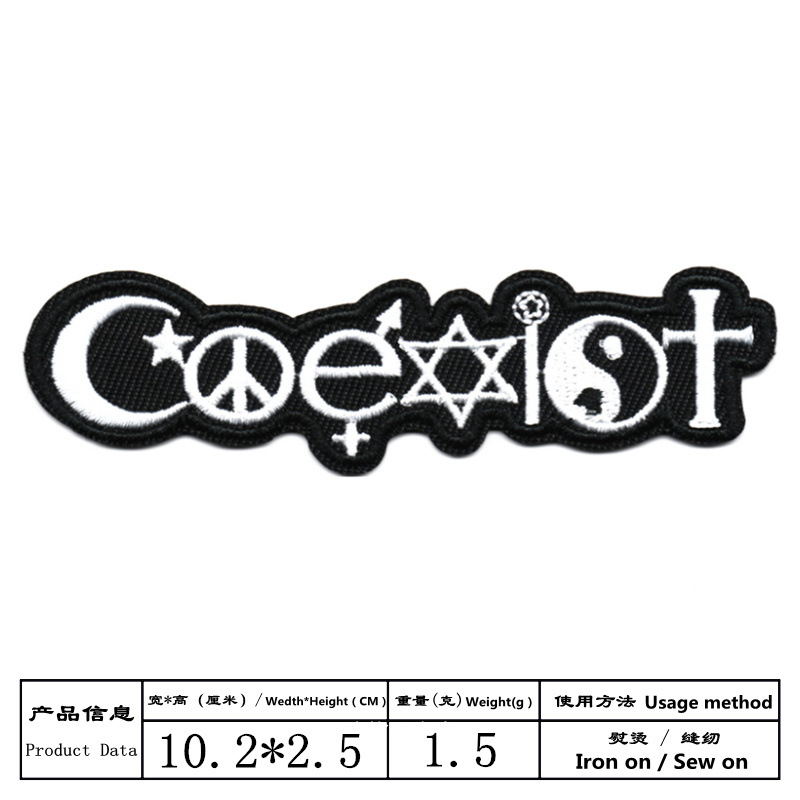 Coexist
产品信息
Product Data
宽*高（厘米）/Wedth*Height ( CM )
10.2*2.5
重量(克)Weight(g)
1.5
使用方法 Usage method
熨烫 / 缝纫
Iron on / Sew on